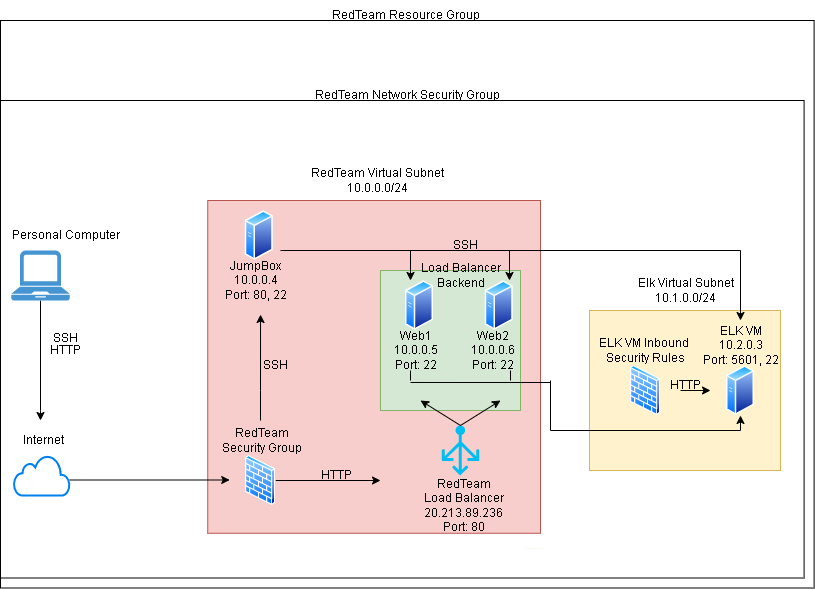 RedTeam Resource Group
RedTeam Network Security Group
RedTeam Virtual Subnet
10.0.0.0/24
Personal Computer
SSH
HTTP
Internet
JumpBox
10.0.0.4
Port: 80, 22
SSH
SSH
RedTeam
Security Group
HTTP
Load Balancer
Backend
Web1
10.0.0.5
Port: 22
Web2
10.0.0.6
Port: 22
RedTeam
Load Balancer
20.213.89.236
Port: 80
Elk Virtual Subnet
10.1.0.0/24
ELK VM Inbound
Security Rules
HTTP
ELK VM
10.2.0.3
Port: 5601, 22